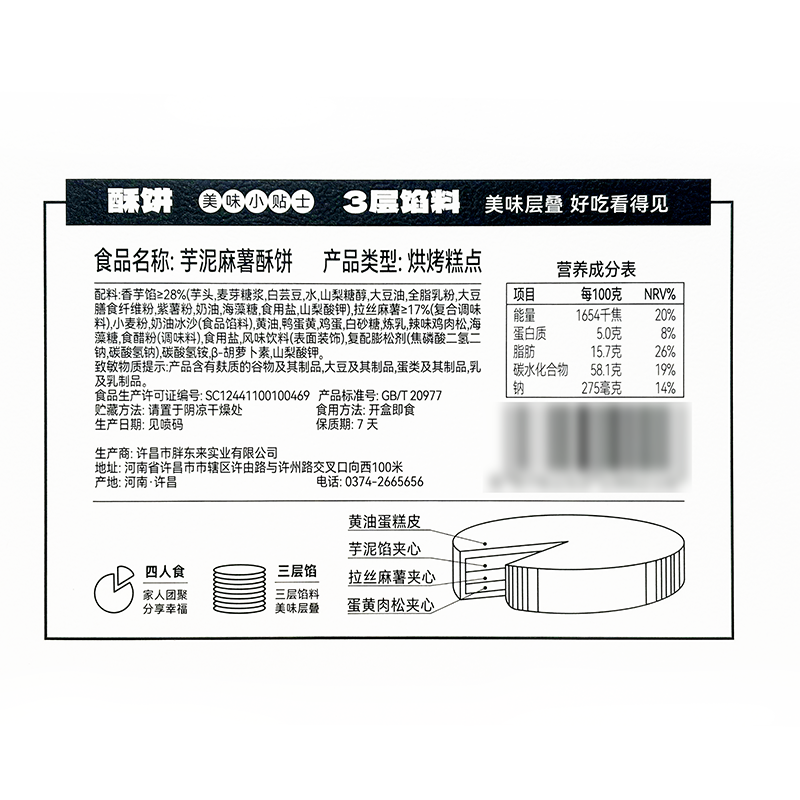 酥饼 美味小贴士 3层馅料 美味层叠 好吃看得见
食品名称: 芋泥麻薯酥饼 产品类型: 烘烤糕点
配料:香芋馅≥28%(芋头,麦芽糖浆,白芸豆,水,山梨糖醇,大豆油,全脂乳粉,大豆
膳食纤维粉,紫薯粉,奶油,海藻糖,食用盐,山梨酸钾),拉丝麻薯≥17%(复合调味
料),小麦粉,奶油冰沙(食品馅料),黄油,鸭蛋黄,鸡蛋,白砂糖,炼乳,辣味鸡肉松,海
藻糖,食醋粉(调味料),食用盐,风味饮料(表面装饰),复配膨松剂(焦磷酸二氢二
钠,碳酸氢钠),碳酸氢铵,β-胡萝卜素,山梨酸钾。
致敏物质提示:产品含有麸质的谷物及其制品,大豆及其制品,蛋类及其制品,乳
及乳制品。
食品生产许可证编号: SC12441100100469 产品标准号: GB/T 20977
贮藏方法: 请置于阴凉干燥处 食用方法: 开盒即食
生产日期: 见喷码 保质期: 7 天
生产商: 许昌市胖东来实业有限公司
地址: 河南省许昌市市辖区许由路与许州路交叉口向西100米
产地: 河南·许昌 电话: 0374-2665656
营养成分表
项目 每100克 NRV%
能量 1654千焦 20%
蛋白质 5.0克 8%
脂肪 15.7克 26%
碳水化合物 58.1克 19%
钠 275毫克 14%
四人食
家人团聚
分享幸福
三层馅
三层馅料
美味层叠
黄油蛋糕皮
芋泥馅夹心
拉丝麻薯夹心
蛋黄肉松夹心